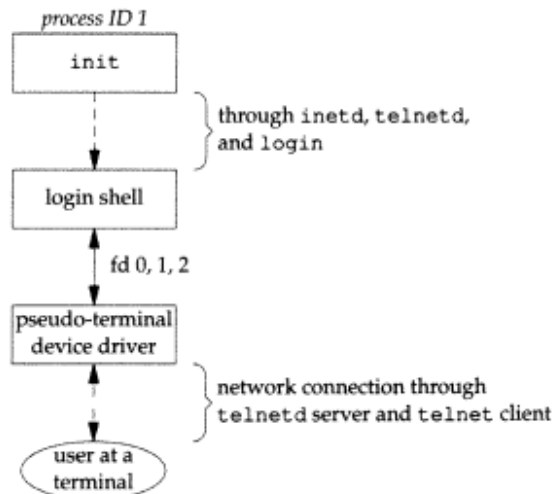 process ID 1
init
through inetd, telnetd,
and login
login shell
fd 0, 1, 2
pseudo-terminal
device driver
network connection through
telnetd server and telnet client
user at a
terminal